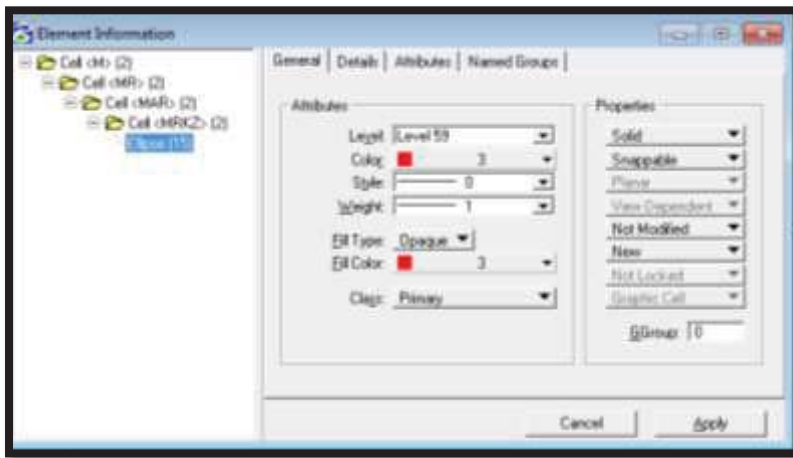 Element Information
Cell <M> (2)
Cell <MR> (2)
Cell <MAR> (2)
Cell <MRKZ> (2)
Ellipse (15)
General
Details
Attributes
Named Groups
Attributes
Level: Level 59
Color: 3
Style: 0
Weight: 1
Fill Type: Opaque
Fill Color: 3
Class: Primary
Properties
Solid
Snappable
Planar
View Dependent
Not Modified
New
Not Locked
Graphic Cell
GGroup: 0
Cancel
Apply